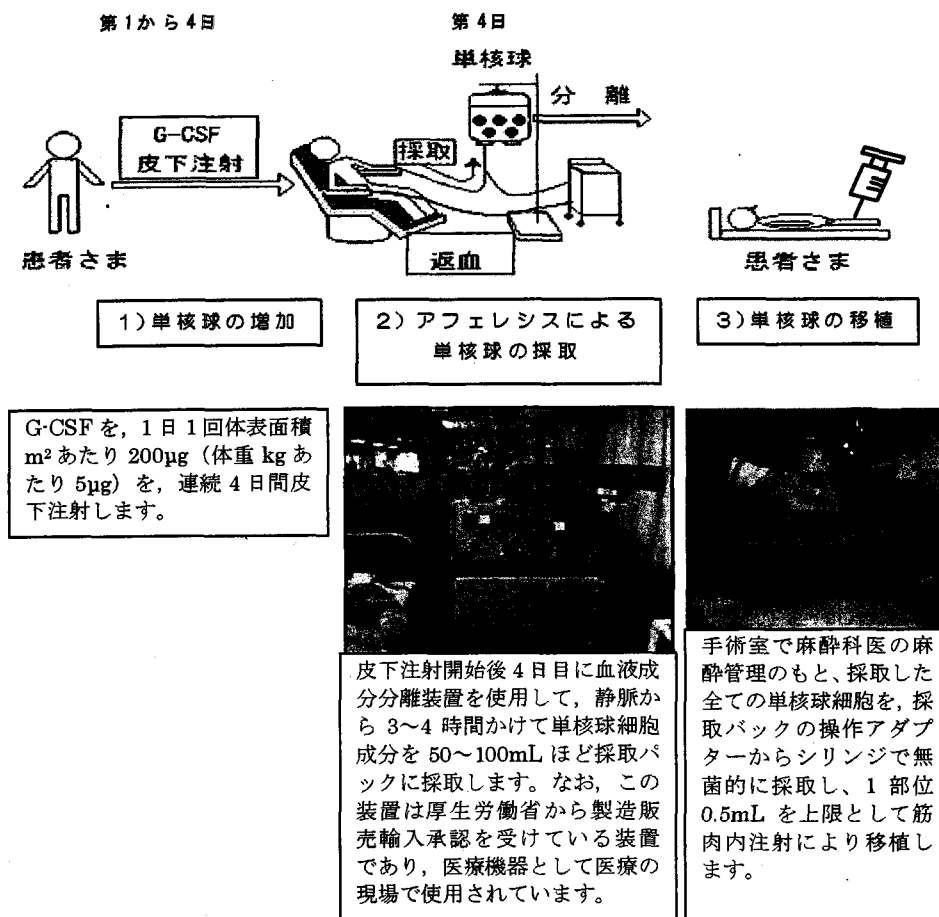 第1から4日
第4日
単核球
分 離
G-CSF
皮下注射
採取
返血
患者さま
患者さま
1)単核球の増加
2)アフェレシスによる
単核球の採取
3)単核球の移植
G-CSF を，1日1回体表面積
m²あたり 200μg（体重 kg あ
たり 5μg）を，連続 4 日間皮
下注射します。
皮下注射開始後 4 日目に血液成
分分離装置を使用して，静脈か
ら 3～4 時間かけて単核球細胞
成分を 50～100mL ほど採取パ
ックに採取します。なお，この
装置は厚生労働省から製造販
売輸入承認を受けている装置
であり，医療機器として医療の
現場で使用されています。
手術室で麻酔科医の麻
酔管理のもと、採取した
全ての単核球細胞を，採
取バックの操作アダプ
ターからシリンジで無
菌的に採取し、1 部位
0.5mL を上限として筋
肉内注射により移植し
ます。